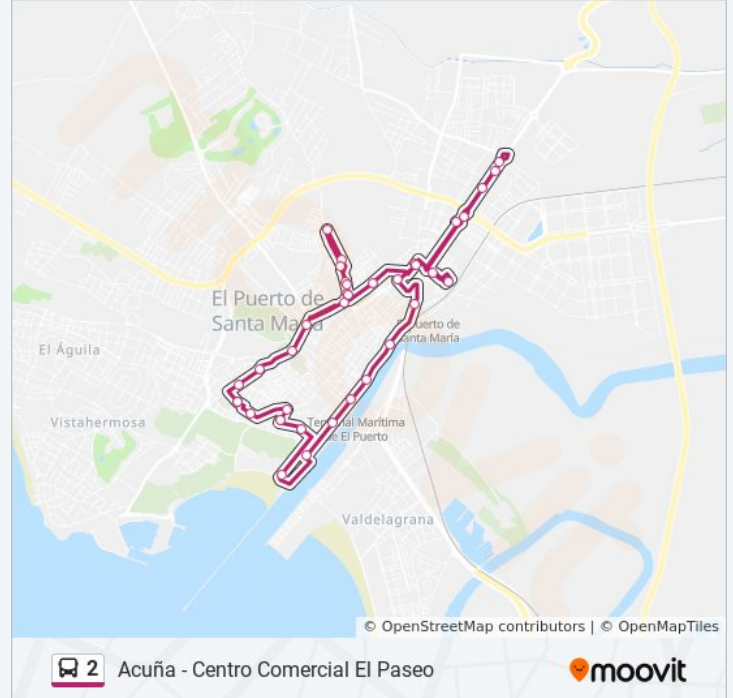 El Puerto de
Santa María
Puerto de
Santa María
El Águila
Vistahermosa
Terminal Marítima
de El Puerto
Valdelagrana
© OpenStreetMap contributors | © OpenMapTiles
2 Acuña - Centro Comercial El Paseo
moovit